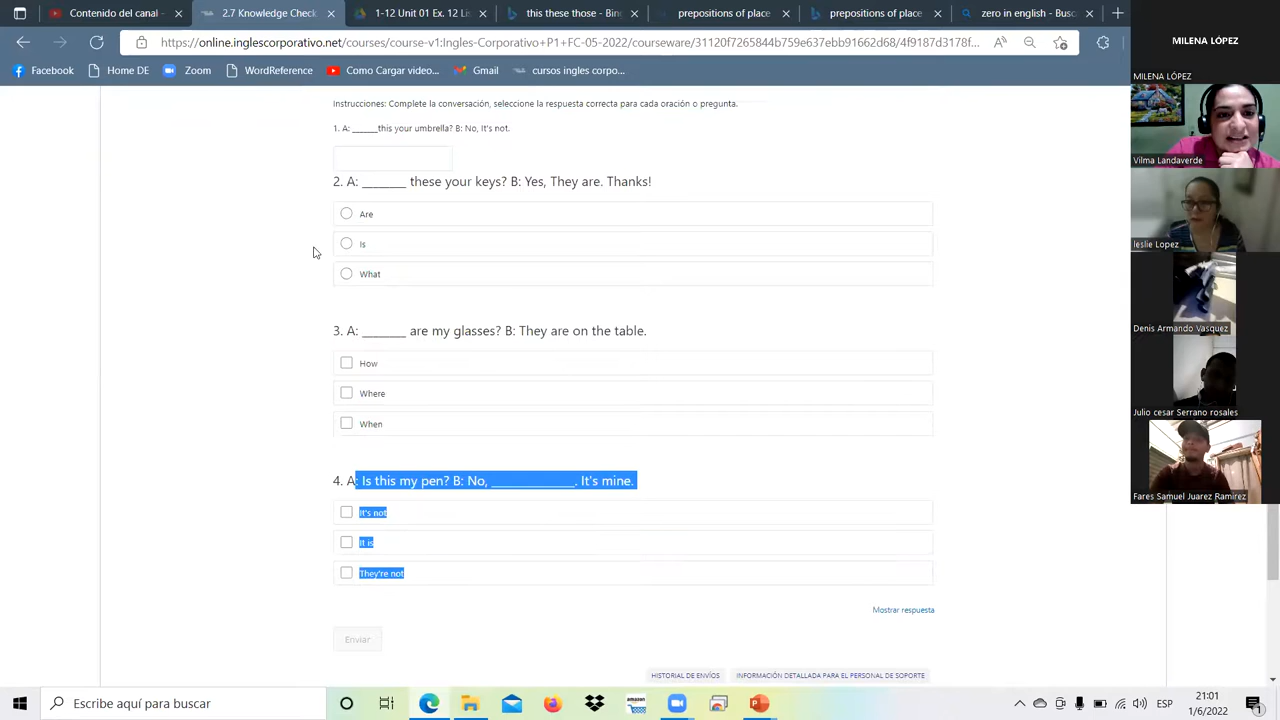 Contenido del curso
2.7 Knowledge Check
1-12 Unit 01 Ex. 12 Lis
this these those - Bing
prepositions of place
prepositions of place
zero in english - Busc
https://online.inglescorporativo.net/courses/course-v1:Ingles-Corporativo+P1+FC-05-2022/courseware/31120f7265844b759e637ebb91662d68/4f9187d3178f...
Facebook
Home DE
Zoom
WordReference
Como Cargar video...
Gmail
cursos ingles corpo...
Instrucciones: Complete la conversación, seleccione la respuesta correcta para cada oración o pregunta.
1. A: ______this your umbrella? B: No, It's not.
2. A: _______ these your keys? B: Yes, They are. Thanks!
Are
Is
What
3. A: _______ are my glasses? B: They are on the table.
How
Where
When
4. A: Is this my pen? B: No, _____________. It's mine.
It's not
It is
They're not
Mostrar respuesta
Enviar
HISTORIAL DE ENVÍOS
INFORMACIÓN DETALLADA PARA EL PERSONAL DE SOPORTE
MILENA LÓPEZ
MILENA LÓPEZ
Vilma Landaverde
leslie Lopez
Denis Armando Vasquez
Julio cesar Serrano rosales
Fares Samuel Juarez Ramirez
Escribe aquí para buscar
amazon
ESP
21:01
1/6/2022
1